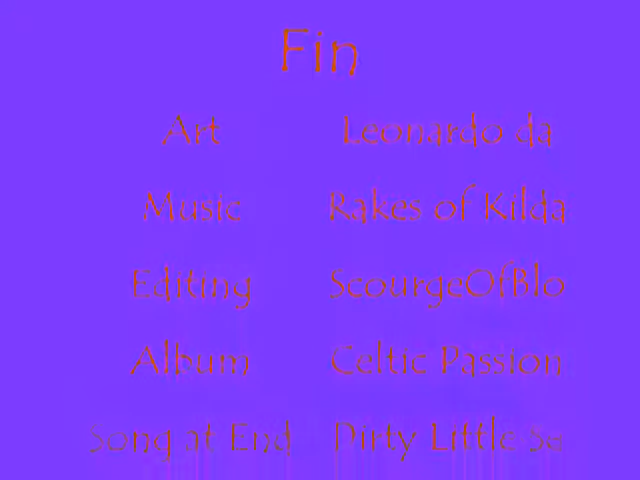 Fin
Art Leonardo da
Music Rakes of Kilda
Editing ScourgeOfBlo
Album Celtic Passion
Song at End Dirty Little Se